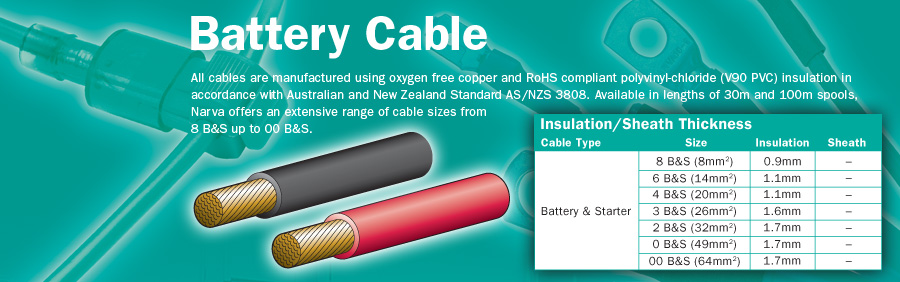 Battery Cable
All cables are manufactured using oxygen free copper and RoHS compliant polyvinyl-chloride (V90 PVC) insulation in
accordance with Australian and New Zealand Standard AS/NZS 3808. Available in lengths of 30m and 100m spools,
Narva offers an extensive range of cable sizes from
8 B&S up to 00 B&S.
Insulation/Sheath Thickness
Cable Type Size Insulation Sheath
8 B&S (8mm²) 0.9mm –
6 B&S (14mm²) 1.1mm –
4 B&S (20mm²) 1.1mm –
Battery & Starter 3 B&S (26mm²) 1.6mm –
2 B&S (32mm²) 1.7mm –
0 B&S (49mm²) 1.7mm –
00 B&S (64mm²) 1.7mm –